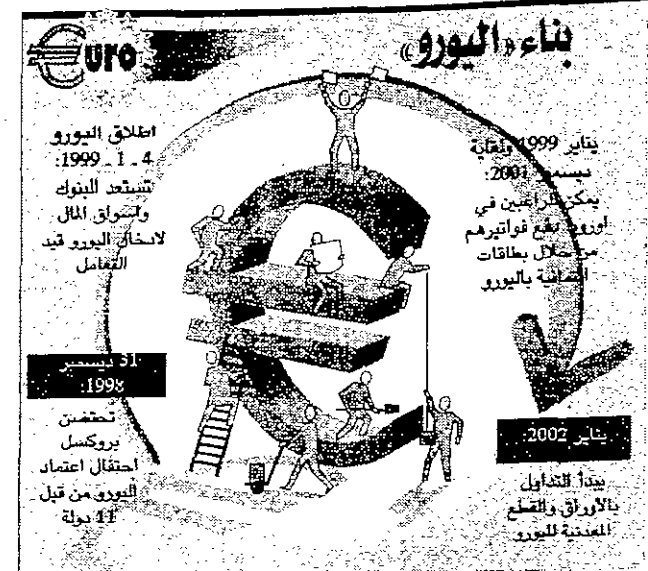 بناء «اليورو»
€uro
31 ديسمبر
1998:
تحتضن
بروكسل
احتفال اعتماد
اليورو من قبل
11 دولة
اطلاق اليورو
4 ـ 1 ـ 1999:
تستعد البنوك
واسواق المال
لادخال اليورو قيد
التعامل
يناير 1999 ولغاية
ديسمبر 2001:
يمكن للراغبين في
أوروبا دفع فواتيرهم
من خلال بطاقات
ائتمانية باليورو
يناير 2002:
يبدأ التداول
بالأوراق والقطع
المعدنية لليورو